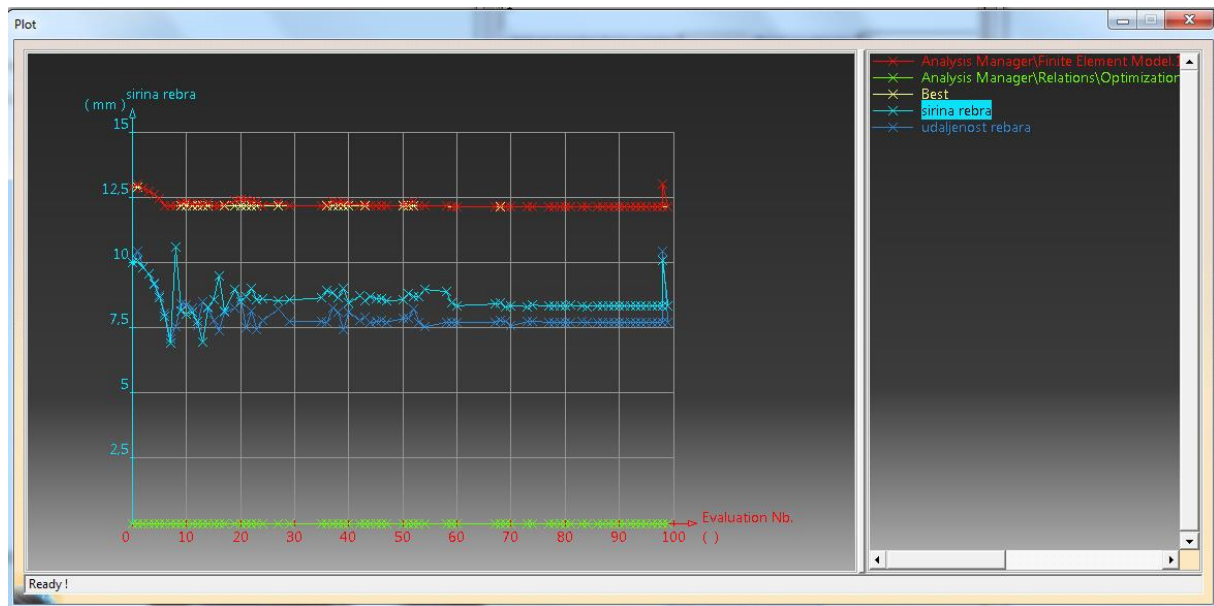 Plot
sirina rebra
(mm)
15
12,5
10
7,5
5
2,5
0 10 20 30 40 50 60 70 80 90 100
Evaluation Nb.
( )
Analysis Manager\Finite Element Model.1
Analysis Manager\Relations\Optimization
Best
sirina rebra
udaljenost rebara
Ready !